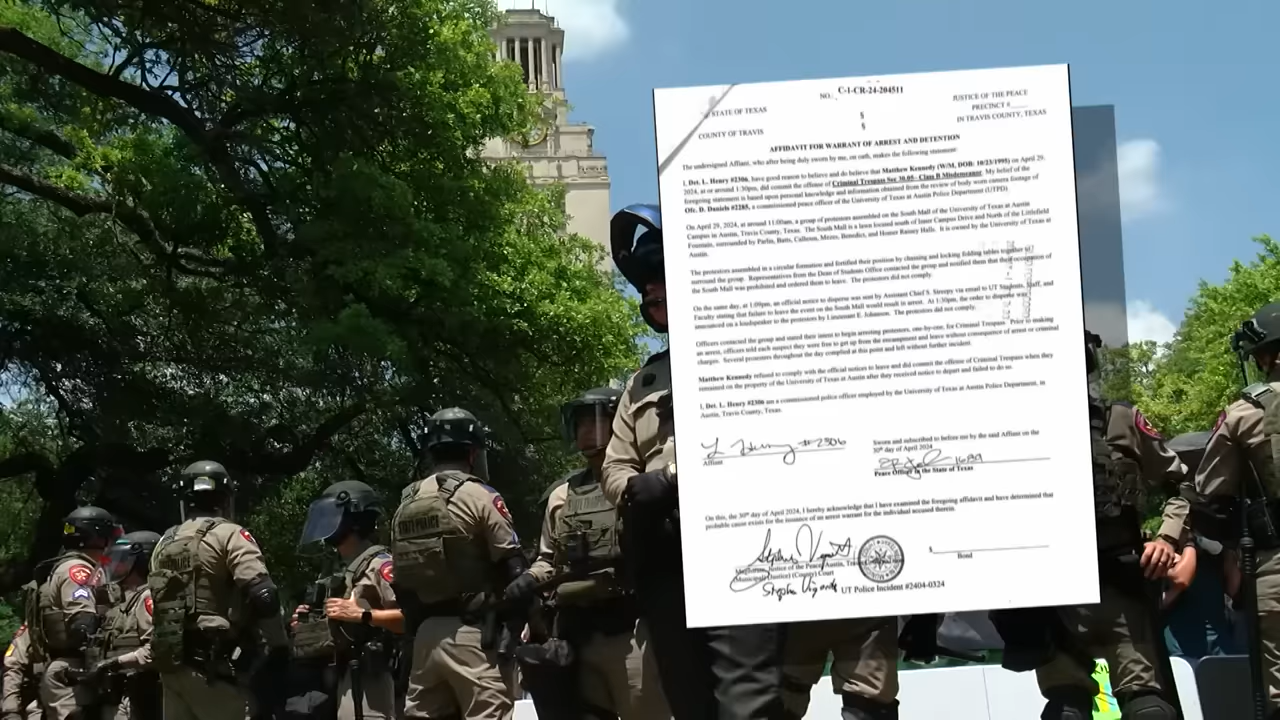 C-1-CR-24-204511
NO.
STATE OF TEXAS
§
JUSTICE OF THE PEACE
PRECINCT #
COUNTY OF TRAVIS
§
IN TRAVIS COUNTY, TEXAS
AFFIDAVIT FOR WARRANT OF ARREST AND DETENTION
The undersigned Affiant, who after being duly sworn by me, on oath, makes the following statement:
I, Det. L. Henry #2306, have good reason to believe and do believe that Matthew Kennedy (W/M, DOB: on April 29,
2024, at or around 1:30pm, did commit the offense of Criminal Trespass Sec 30.05- Class B Misdemeanor. My belief of the
foregoing statement is based upon personal knowledge and information obtained from the review of body worn camera footage of
Ofc. D. Daniels #2285, a commissioned peace officer of the University of Texas at Austin Police Department (UTPD).
On April 29, 2024, at around 11:00am, a group of protestors assembled on the South Mall of the University of Texas at Austin
Campus in Austin, Travis County, Texas. The South Mall is a lawn located south of Inner Campus Drive and North of the Littlefield
Fountain, surrounded by Parlin, Batts, Calhoun, Mezes, Benedict, and Homer Rainey Halls. It is owned by the University of Texas at
Austin.
The protestors assembled in a circular formation and fortified their position by chaining and locking folding tables together to
surround the group. Representatives from the Dean of Students Office contacted the group and notified them that their occupation of
the South Mall was prohibited and ordered them to leave. The protestors did not comply.
On the same day, at 1:09pm, an official notice to disperse was sent by Assistant Chief S. Streepy via email to UT Students, Staff, and
Faculty stating that failure to leave the event on the South Mall would result in arrest. At 1:30pm, the order to disperse was
announced on a loudspeaker to the protestors by Lieutenant E. Johnson. The protestors did not comply.
Officers contacted the group and stated their intent to begin arresting protestors, one-by-one, for Criminal Trespass. Prior to making
an arrest, officers told each suspect they were free to get up from the encampment and leave without consequence of arrest or criminal
charges. Several protestors throughout the day complied at this point and left without further incident.
Matthew Kennedy refused to comply with the official notices to leave and did commit the offense of Criminal Trespass when they
remained on the property of the University of Texas at Austin after they received notice to depart and failed to do so.
I, Det. L. Henry #2306 am a commissioned police officer employed by the University of Texas at Austin Police Department, in
Austin, Travis County, Texas.
L Henry #2306
Affiant
Sworn and subscribed to before me by the said Affiant on the
30th day of April 2024
1689
Peace Officer in the State of Texas
On this, the 30th day of April 2024, I hereby acknowledge that I have examined the foregoing affidavit and have determined that
probable cause exists for the issuance of an arrest warrant for the individual accused therein.
Magistrate, Justice of the Peace/Austin,
(Municipal) (District) (County) Court
$
Bond
UT Police Incident #2404-0324
STATE POLICE